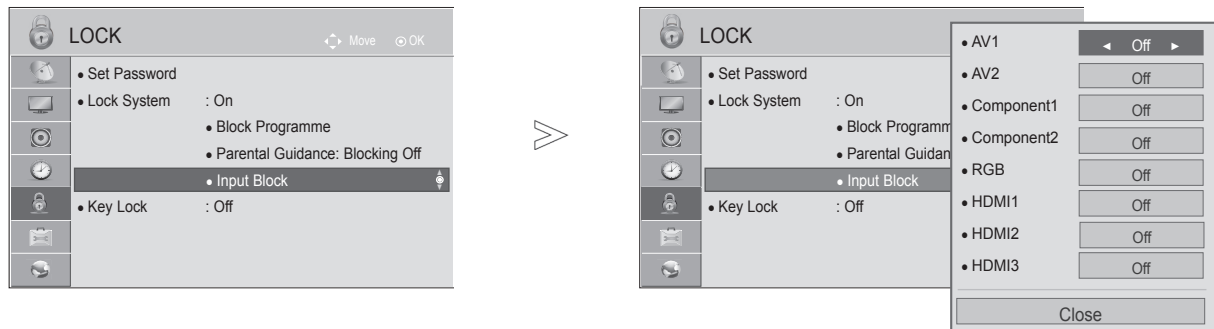 LOCK
Move OK
• Set Password
• Lock System : On
• Block Programme
• Parental Guidance: Blocking Off
• Input Block
• Key Lock : Off
LOCK
• Set Password
• Lock System : On
• Block Programm
• Parental Guidan
• Input Block
• Key Lock : Off
• AV1 ◄ Off ►
• AV2 Off
• Component1 Off
• Component2 Off
• RGB Off
• HDMI1 Off
• HDMI2 Off
• HDMI3 Off
Close